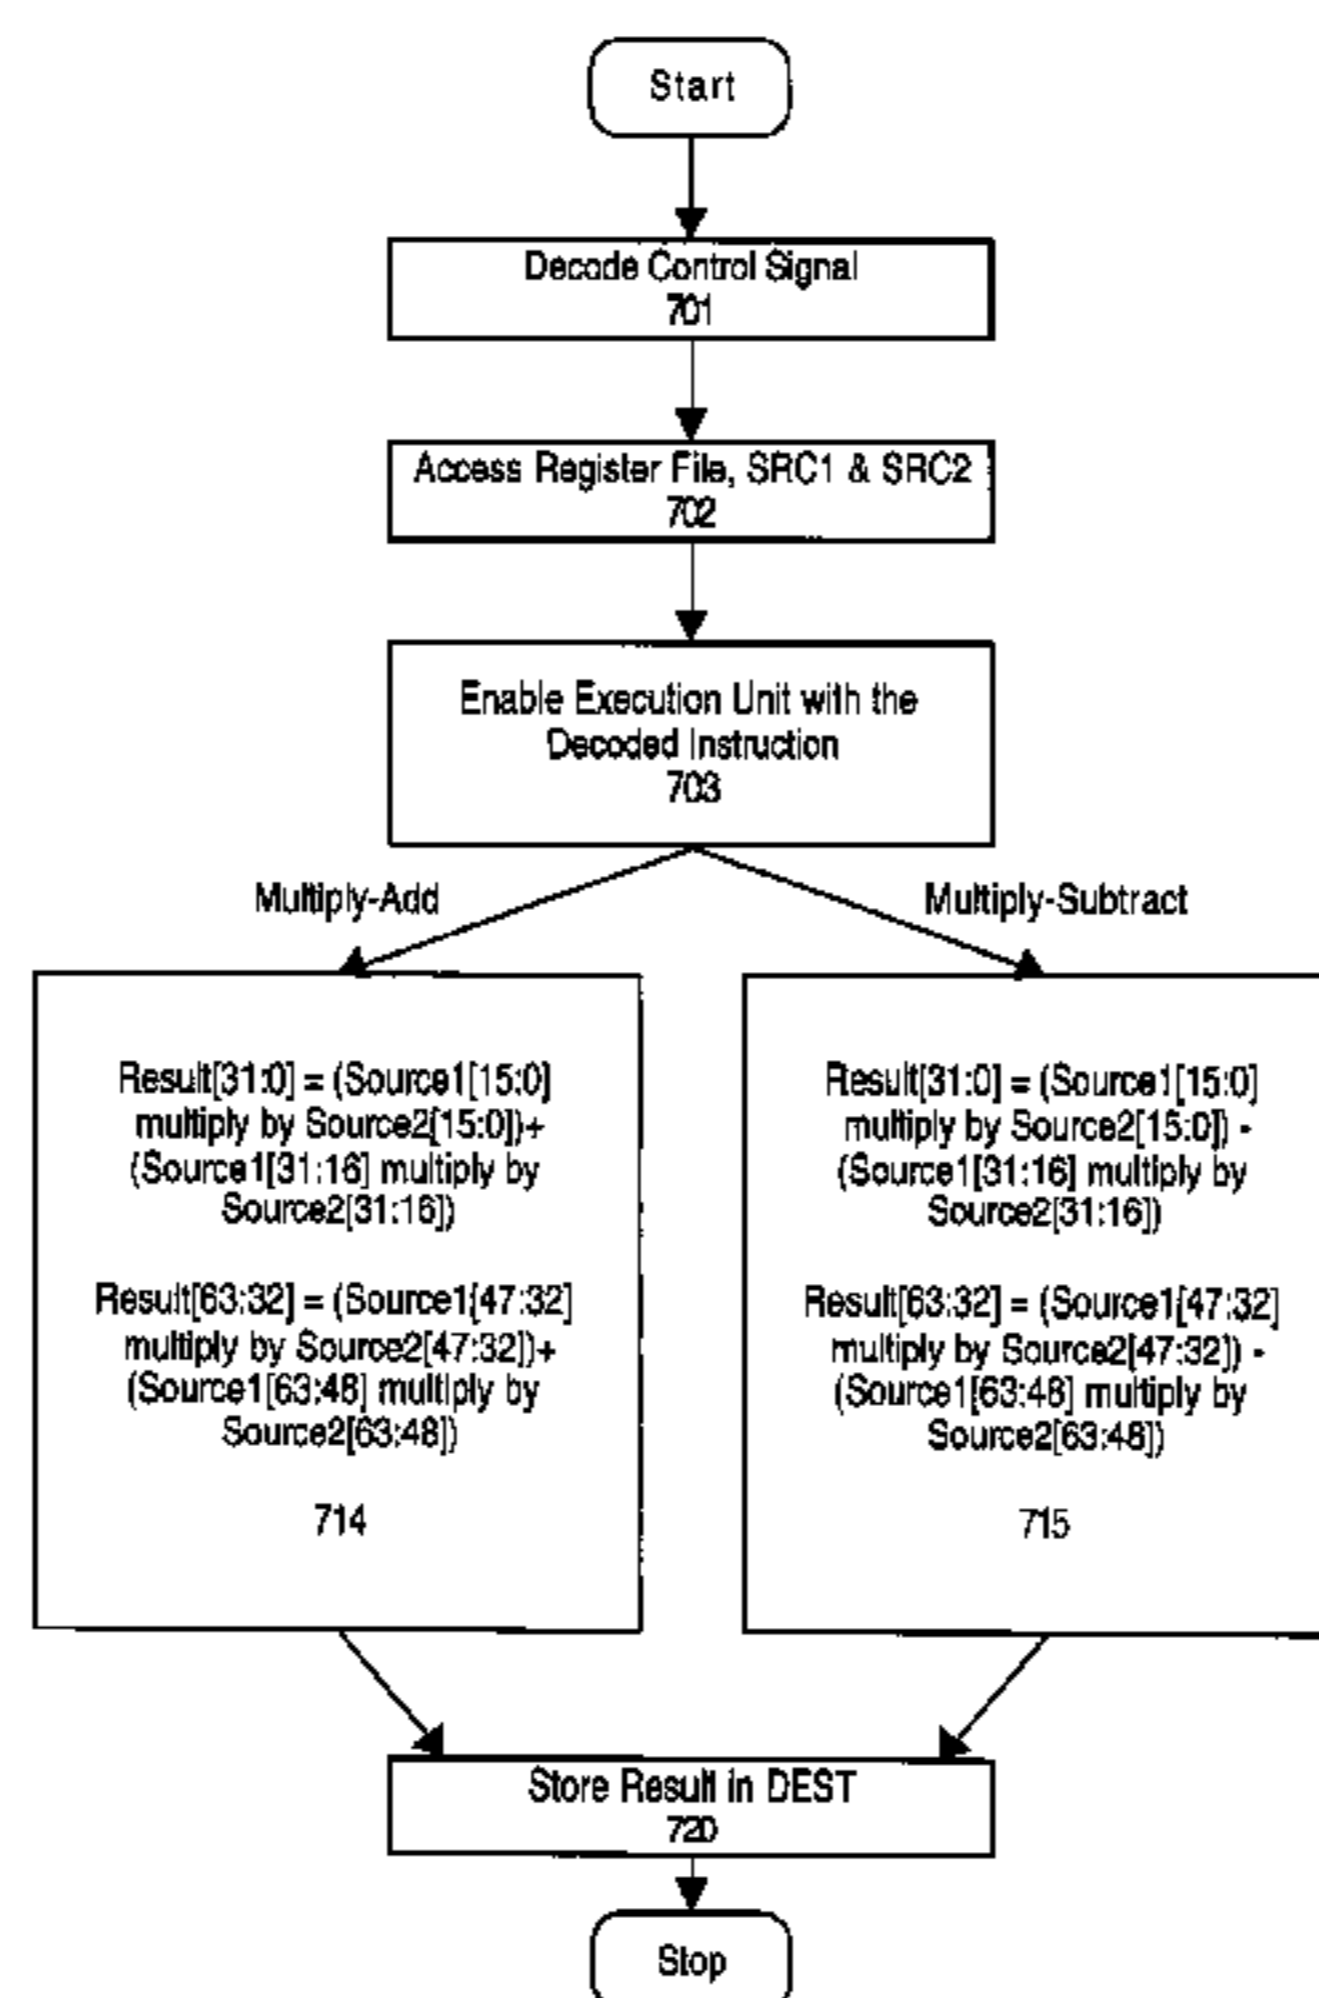 Start
Decode Control Signal
701
Access Register File, SRC1 & SRC2
702
Enable Execution Unit with the
Decoded Instruction
703
Multiply-Add
Multiply-Subtract
Result[31:0] = (Source1[15:0]
multiply by Source2[15:0])+
(Source1[31:16] multiply by
Source2[31:16])
Result[63:32] = (Source1[47:32]
multiply by Source2[47:32])+
(Source1[63:48] multiply by
Source2[63:48])
714
Result[31:0] = (Source1[15:0]
multiply by Source2[15:0]) -
(Source1[31:16] multiply by
Source2[31:16])
Result[63:32] = (Source1[47:32]
multiply by Source2[47:32]) -
(Source1[63:48] multiply by
Source2[63:48])
715
Store Result in DEST
720
Stop